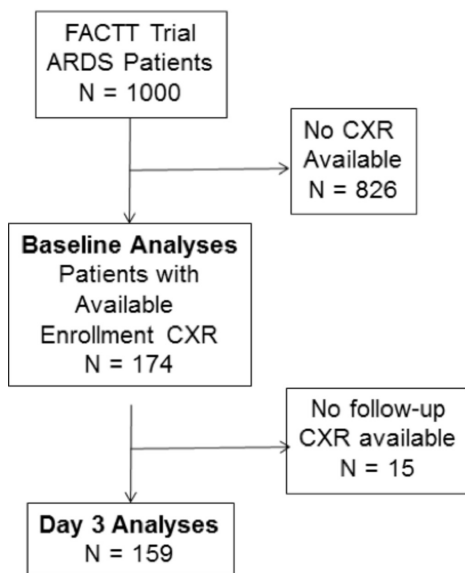 FACTT Trial
ARDS Patients
N = 1000
No CXR
Available
N = 826
Baseline Analyses
Patients with
Available
Enrollment CXR
N = 174
No follow-up
CXR available
N = 15
Day 3 Analyses
N = 159